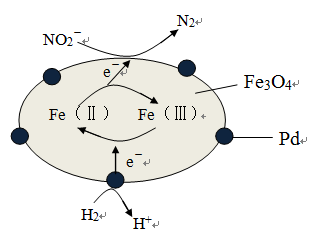 N₂
NO₂⁻
e⁻
Fe₃O₄
Fe（Ⅱ） Fe（Ⅲ）
Pd
e⁻
H₂
H⁺